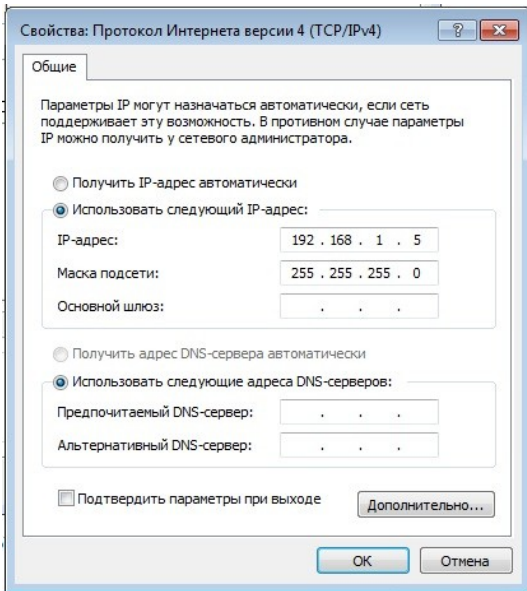 Свойства: Протокол Интернета версии 4 (TCP/IPv4)
Общие
Параметры IP могут назначаться автоматически, если сеть
поддерживает эту возможность. В противном случае параметры
IP можно получить у сетевого администратора.
Получить IP-адрес автоматически
Использовать следующий IP-адрес:
IP-адрес: 192 . 168 . 1 . 5
Маска подсети: 255 . 255 . 255 . 0
Основной шлюз: . . .
Получить адрес DNS-сервера автоматически
Использовать следующие адреса DNS-серверов:
Предпочитаемый DNS-сервер: . . .
Альтернативный DNS-сервер: . . .
Подтвердить параметры при выходе
Дополнительно...
ОК Отмена